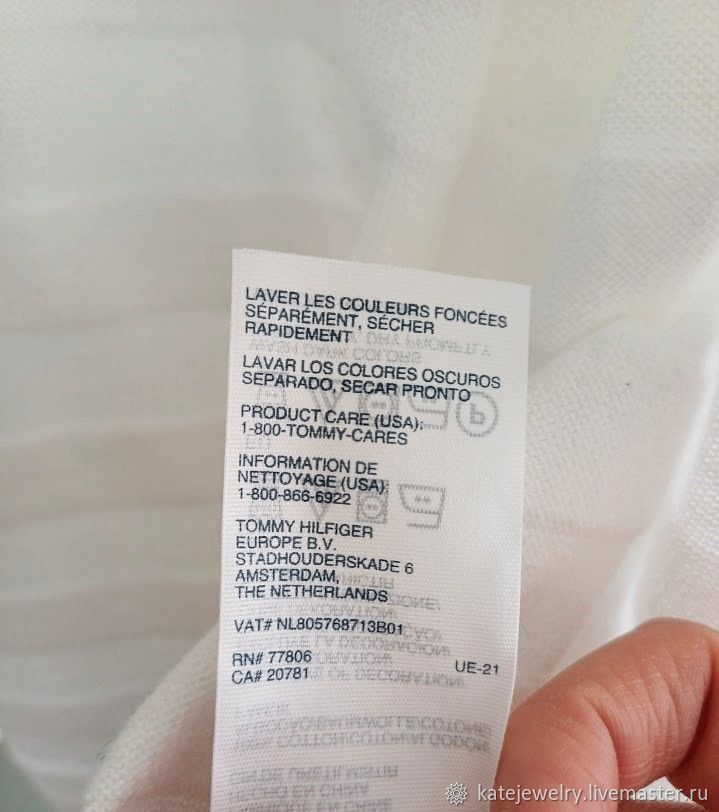 LAVER LES COULEURS FONCÉES
SÉPARÉMENT, SÉCHER
RAPIDEMENT
LAVAR LOS COLORES OSCUROS
SEPARADO, SECAR PRONTO
PRODUCT CARE (USA):
1-800-TOMMY-CARES
INFORMATION DE
NETTOYAGE (USA):
1-800-866-6922
TOMMY HILFIGER
EUROPE B.V.
STADHOUDERSKADE 6
AMSTERDAM,
THE NETHERLANDS
VAT# NL805768713B01
RN# 77806
CA# 20781
UE-21
katejewelry.livemaster.ru